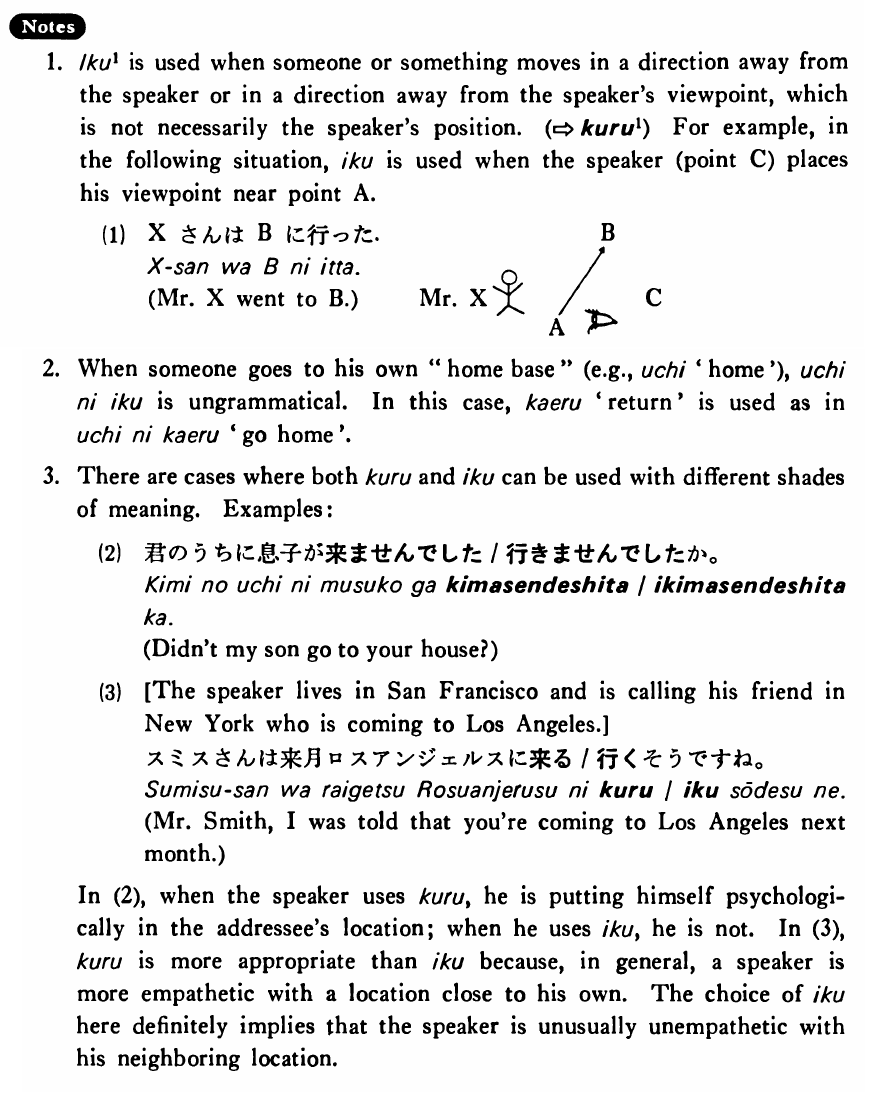 Notes
1. Iku¹ is used when someone or something moves in a direction away from
the speaker or in a direction away from the speaker's viewpoint, which
is not necessarily the speaker's position. (⇨ kuru¹) For example, in
the following situation, iku is used when the speaker (point C) places
his viewpoint near point A.
(1) X さんは B に行った.
X-san wa B ni itta.
(Mr. X went to B.)
Mr. X
B
A
C
2. When someone goes to his own “home base” (e.g., uchi ‘home’), uchi
ni iku is ungrammatical. In this case, kaeru ‘return’ is used as in
uchi ni kaeru ‘go home’.
3. There are cases where both kuru and iku can be used with different shades
of meaning. Examples:
(2) 君のうちに息子が来ませんでした / 行きませんでしたか。
Kimi no uchi ni musuko ga kimasendeshita / ikimasendeshita
ka.
(Didn't my son go to your house?)
(3) [The speaker lives in San Francisco and is calling his friend in
New York who is coming to Los Angeles.]
スミスさんは来月ロスアンジェルスに来る / 行くそうですね。
Sumisu-san wa raigetsu Rosuanjerusu ni kuru / iku sōdesu ne.
(Mr. Smith, I was told that you're coming to Los Angeles next
month.)
In (2), when the speaker uses kuru, he is putting himself psychologi-
cally in the addressee's location; when he uses iku, he is not. In (3),
kuru is more appropriate than iku because, in general, a speaker is
more empathetic with a location close to his own. The choice of iku
here definitely implies that the speaker is unusually unempathetic with
his neighboring location.